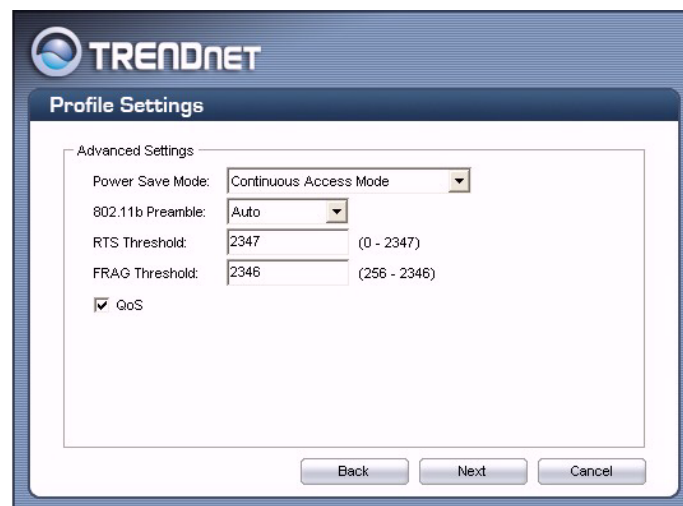 TRENDNET
Profile Settings
Advanced Settings
Power Save Mode: Continuous Access Mode
802.11b Preamble: Auto
RTS Threshold: 2347 (0 - 2347)
FRAG Threshold: 2346 (256 - 2346)
QoS
Back Next Cancel